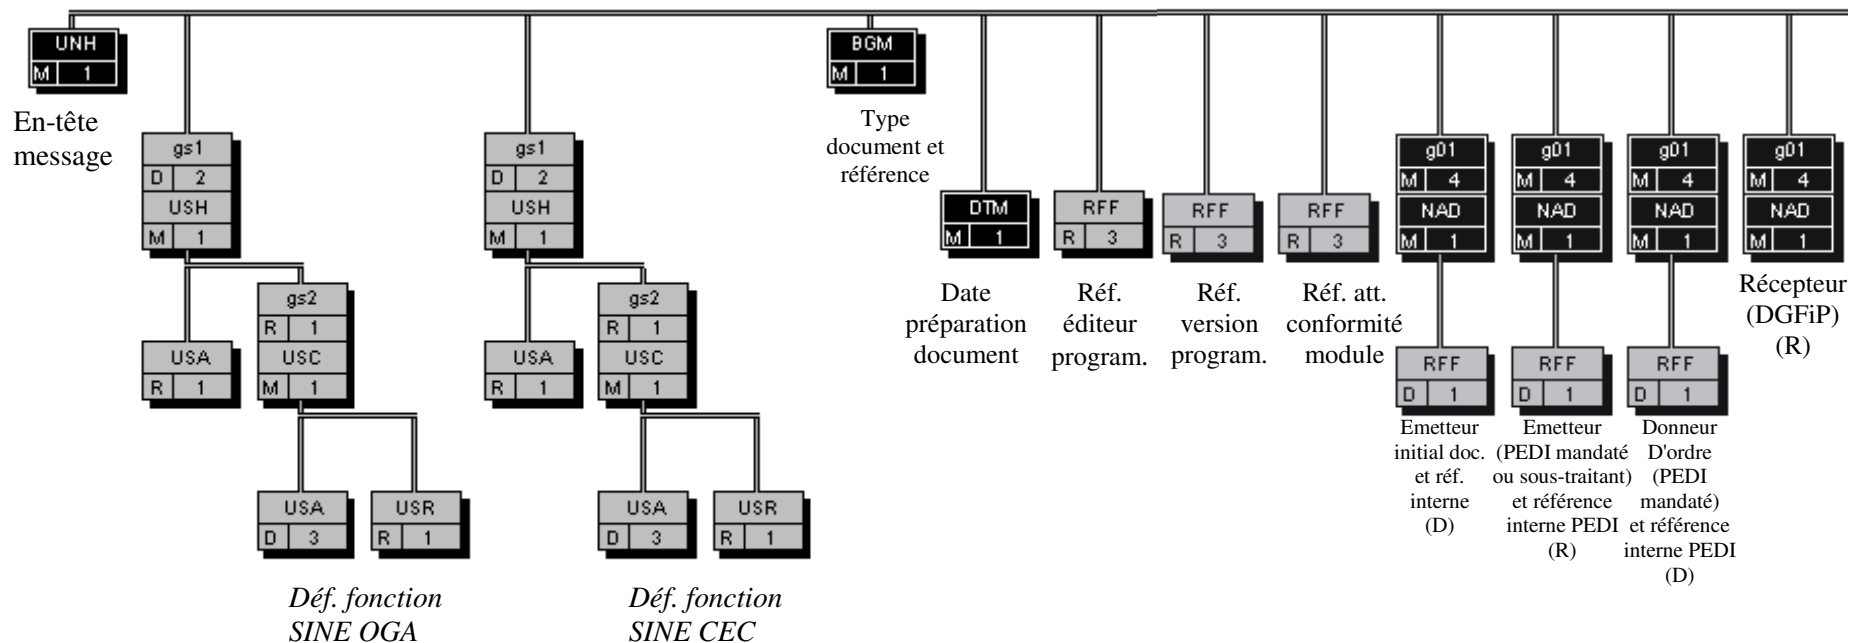 UNH
M 1
En-tête
message
gs1
D 2
USH
M 1
USA
R 1
gs2
R 1
USC
M 1
USA
D 3
USR
R 1
Déf. fonction
SINE OGA
gs1
D 2
USH
M 1
USA
R 1
gs2
R 1
USC
M 1
USA
D 3
USR
R 1
Déf. fonction
SINE CEC
BGM
M 1
Type
document et
référence
DTM
M 1
Date
préparation
document
RFF
R 3
Réf.
éditeur
program.
RFF
R 3
Réf.
version
program.
RFF
R 3
Réf. att.
conformité
module
g01
M 4
NAD
M 1
RFF
D 1
Emetteur
initial doc.
et réf.
interne
(D)
g01
M 4
NAD
M 1
RFF
D 1
Emetteur
(PEDI mandaté
ou sous-traitant)
et référence
interne PEDI
(R)
g01
M 4
NAD
M 1
RFF
D 1
Donneur
D'ordre
(PEDI
mandaté)
et référence
interne PEDI
(D)
g01
M 4
NAD
M 1
Récepteur
(DGFiP)
(R)